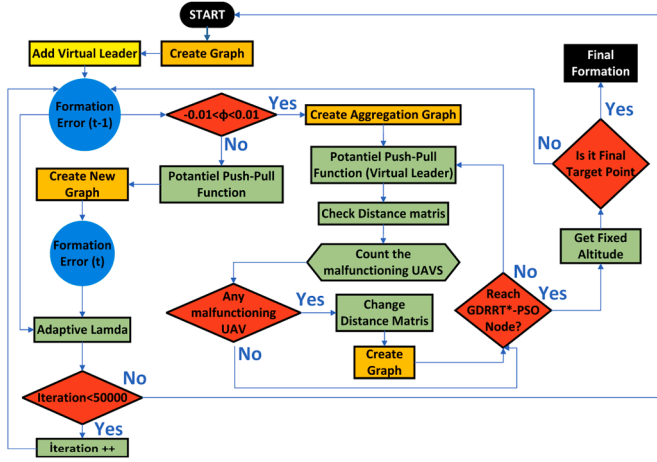 START
Add Virtual Leader
Create Graph
Final
Formation
Formation
Error (t-1)
-0.01<ϕ<0.01
Yes
Create Aggregation Graph
No
No
Is it Final
Target Point
Yes
Create New
Graph
Potantiel Push-Pull
Function
Potantiel Push-Pull
Function (Virtual Leader)
Check Distance matris
Formation
Error (t)
Count the
malfunctioning UAVS
Get Fixed
Altitude
No
Adaptive Lamda
Any
malfunctioning
UAV
Yes
Change
Distance Matris
Reach
GDRRT*-PSO
Node?
Yes
No
Create
Graph
Iteration<50000
No
Yes
İteration ++